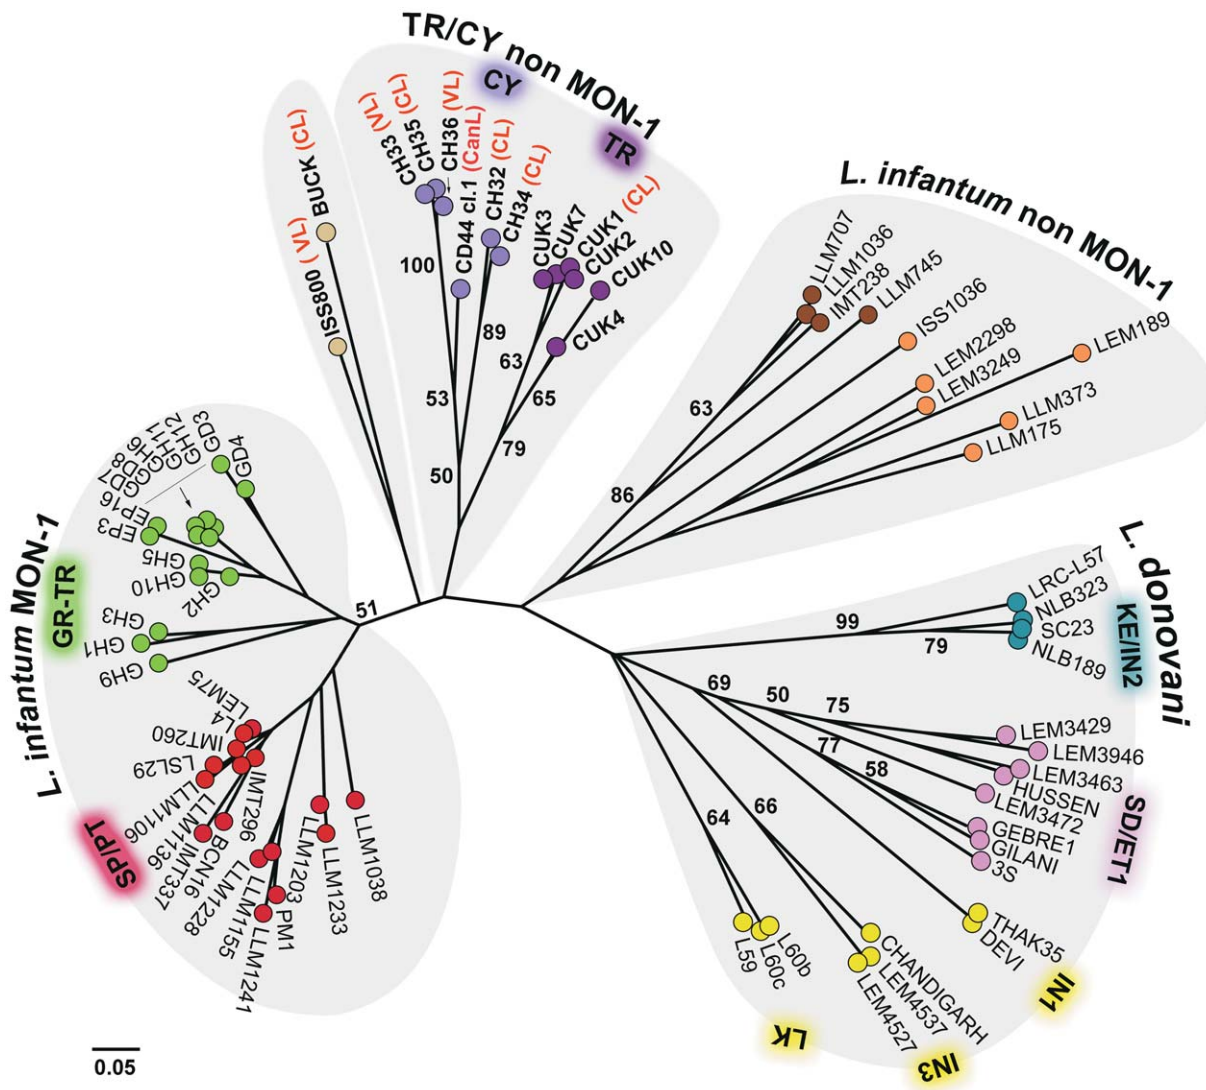 TR/CY non MON-1
CY
TR
BUCK (CL)
ISS800 (VL)
CH33 (VL)
CH35 (CL)
CH36 (VL)
CD44 cl.1 (CanL)
CH32 (CL)
CH34 (CL)
CUK3
CUK7
CUK1 (CL)
CUK2
CUK10
CUK4
100
53
50
89
63
65
79
L. infantum non MON-1
LLM707
LLM1036
IMT238
LLM745
ISS1036
LEM2298
LEM3249
LEM189
LLM373
LLM175
63
86
L. donovani
KE/IN2
LRC-L57
NLB323
SC23
NLB189
99
79
SD/ET1
LEM3429
LEM3946
LEM3463
HUSSEN
LEM3472
GEBRE1
GILANI
3S
69
50
75
77
58
IN1
THAK35
DEVI
IN3
CHANDIGARH
LEM4537
LEM4527
66
LK
L60b
L60c
L59
64
L. infantum MON-1
GR-TR
GD3
GD4
GH12
GH11
EP16
EP3
GH5
GH10
GH2
GH3
GH1
GH9
51
SP/PT
LEM75
L4
IMT260
LSL29
LLM1106
LLM1136
IMT337
BCN16
IMT296
LLM1228
LLM1155
LLM1241
PM1
LLM1203
LLM1233
LLM1038
0.05